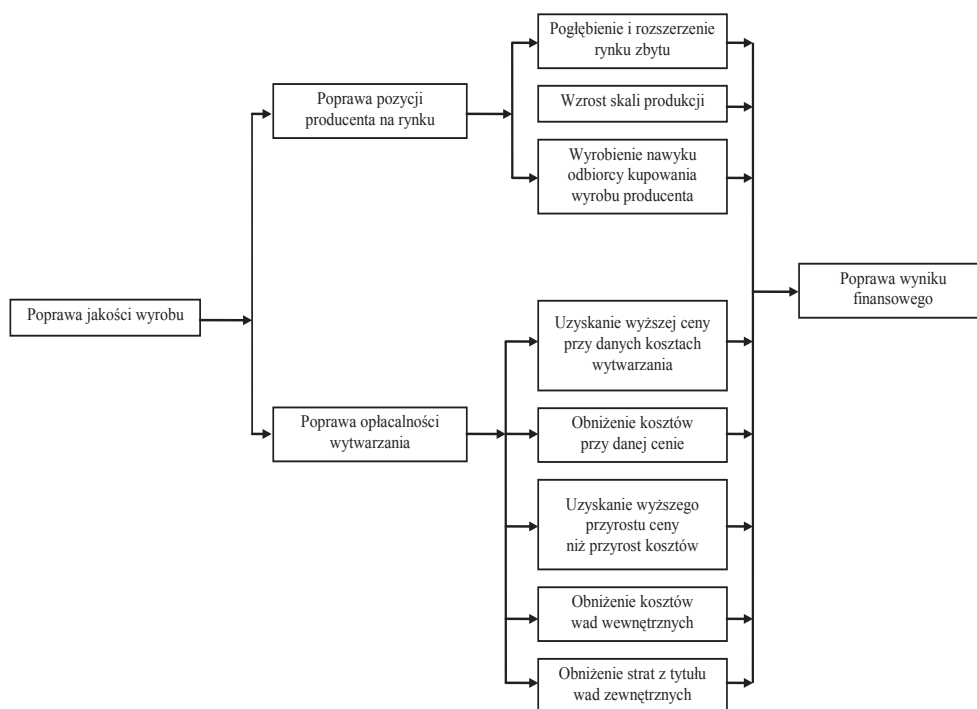 Poprawa jakości wyrobu
Poprawa pozycji
producenta na rynku
Pogłębienie i rozszerzenie
rynku zbytu
Wzrost skali produkcji
Wyrobienie nawyku
odbiorcy kupowania
wyrobu producenta
Poprawa opłacalności
wytwarzania
Uzyskanie wyższej ceny
przy danych kosztach
wytwarzania
Obniżenie kosztów
przy danej cenie
Uzyskanie wyższego
przyrostu ceny
niż przyrost kosztów
Obniżenie kosztów
wad wewnętrznych
Obniżenie strat z tytułu
wad zewnętrznych
Poprawa wyniku
finansowego